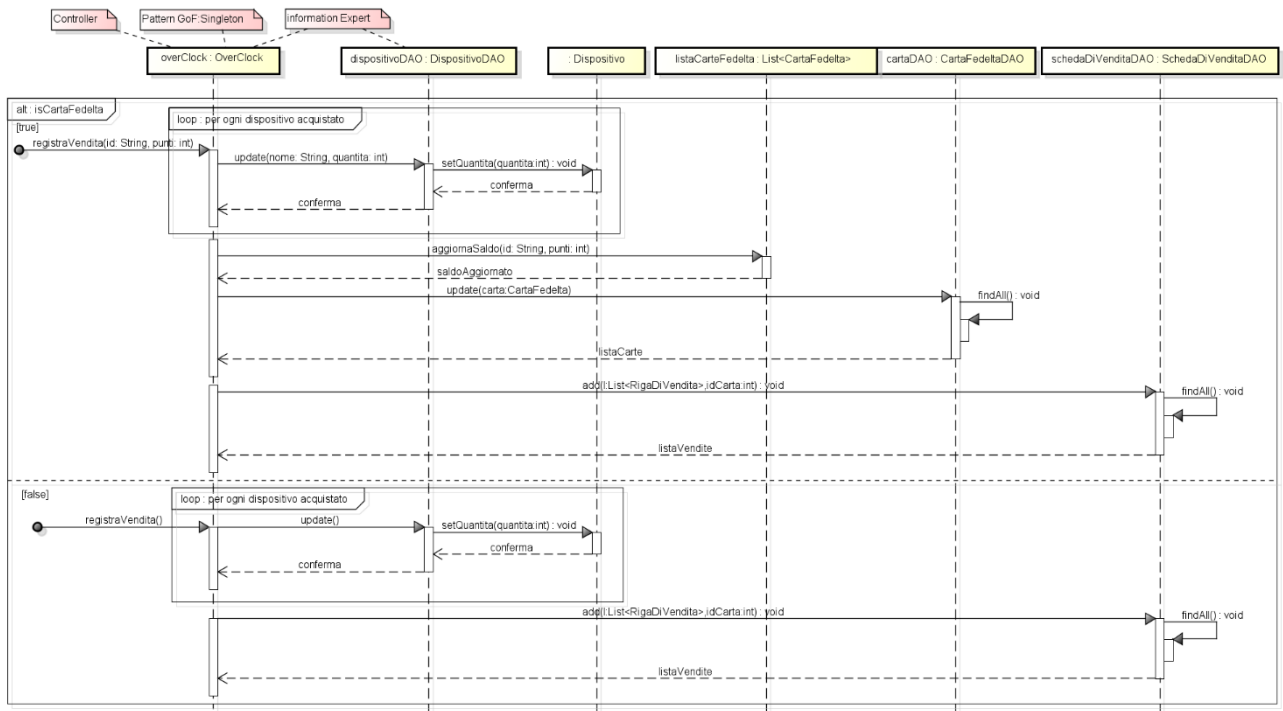 Controller
Pattern GoF:Singleton
information Expert
overClock : OverClock
dispositivoDAO : DispositivoDAO
: Dispositivo
listaCarteFedelta : List<CartaFedelta>
cartaDAO : CartaFedeltaDAO
schedaDiVenditaDAO : SchedaDiVenditaDAO
alt : isCartaFedelta
[true]
loop : per ogni dispositivo acquistato
registraVendita(id: String, punti: int)
update(nome: String, quantita: int)
setQuantita(quantita:int) : void
conferma
conferma
aggiornaSaldo(id: String, punti: int)
saldoAggiornato
update(carta:CartaFedelta)
findAll() : void
listaCarte
add(l:List<RigaDiVendita>,idCarta:int) : void
findAll() : void
listaVendite
[false]
loop : per ogni dispositivo acquistato
registraVendita()
update()
setQuantita(quantita:int) : void
conferma
conferma
add(l:List<RigaDiVendita>,idCarta:int) : void
findAll() : void
listaVendite